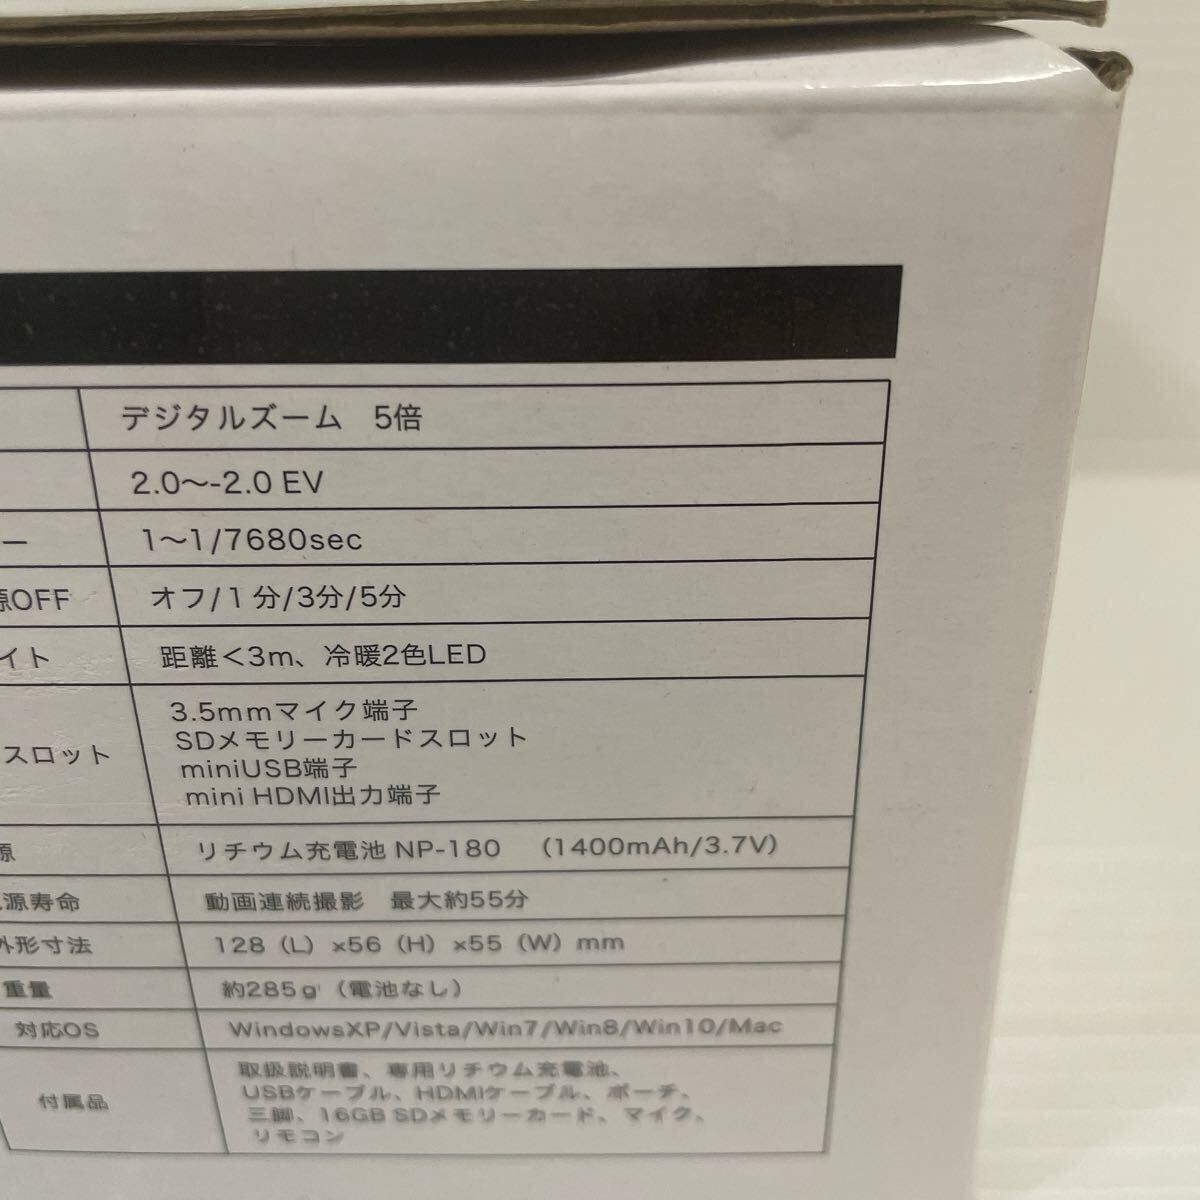 デジタルズーム 5倍
2.0～-2.0 EV
ー 1～1/7680sec
源OFF オフ/1分/3分/5分
イト 距離＜3m、冷暖2色LED
スロット 3.5mmマイク端子
SDメモリーカードスロット
miniUSB端子
mini HDMI出力端子
源 リチウム充電池 NP-180 （1400mAh/3.7V）
源寿命 動画連続撮影 最大約55分
外形寸法 128（L）×56（H）×55（W）mm
重量 約285g（電池なし）
対応OS WindowsXP/Vista/Win7/Win8/Win10/Mac
付属品 取扱説明書、専用リチウム充電池、
USBケーブル、HDMIケーブル、ポーチ、
三脚、16GB SDメモリーカード、マイク、
リモコン